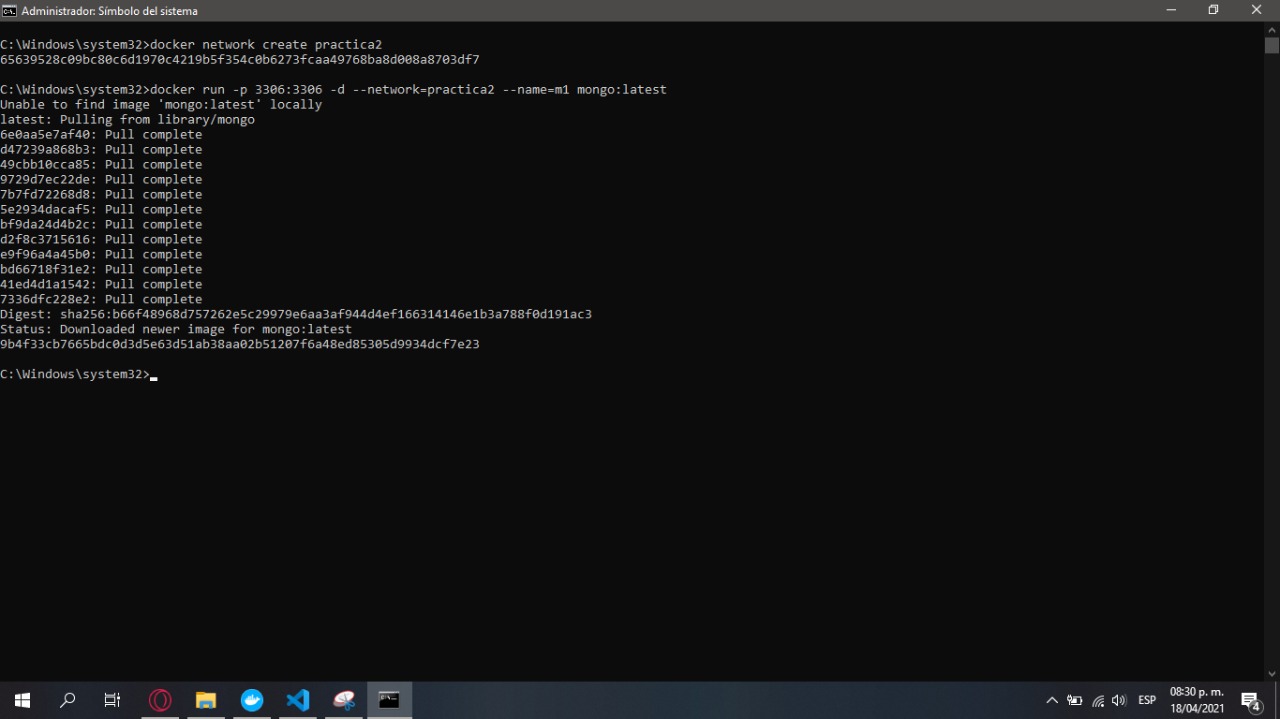 Administrador: Símbolo del sistema
C:\Windows\system32>docker network create practica2
65639528c09bc80c6d1970c4219b5f354c0b6273fcaa49768ba8d008a8703df7
C:\Windows\system32>docker run -p 3306:3306 -d --network=practica2 --name=m1 mongo:latest
Unable to find image 'mongo:latest' locally
latest: Pulling from library/mongo
6e0aa5e7af40: Pull complete
d47239a868b3: Pull complete
49cbb10cca85: Pull complete
9729d7ec22de: Pull complete
7b7fd72268d8: Pull complete
5e2934dacaf5: Pull complete
bf9da24d4b2c: Pull complete
d2f8c3715616: Pull complete
e9f96a4a45b0: Pull complete
bd66718f31e2: Pull complete
41ed4d1a1542: Pull complete
7336dfc228e2: Pull complete
Digest: sha256:b66f48968d757262e5c29979e6aa3af944d4ef166314146e1b3a788f0d191ac3
Status: Downloaded newer image for mongo:latest
9b4f33cb7665bdc0d3d5e63d51ab38aa02b51207f6a48ed85305d9934dcf7e23
C:\Windows\system32>
ESP
08:30 p. m.
18/04/2021
4